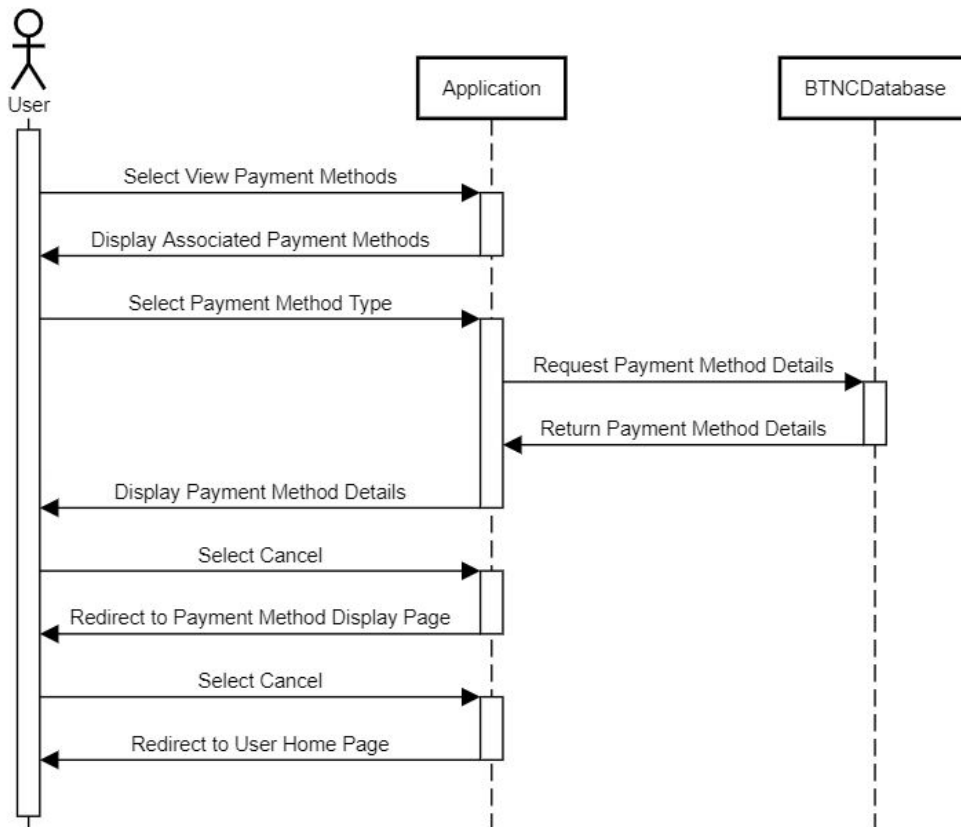 User
Application
BTNCDatabase
Select View Payment Methods
Display Associated Payment Methods
Select Payment Method Type
Request Payment Method Details
Return Payment Method Details
Display Payment Method Details
Select Cancel
Redirect to Payment Method Display Page
Select Cancel
Redirect to User Home Page